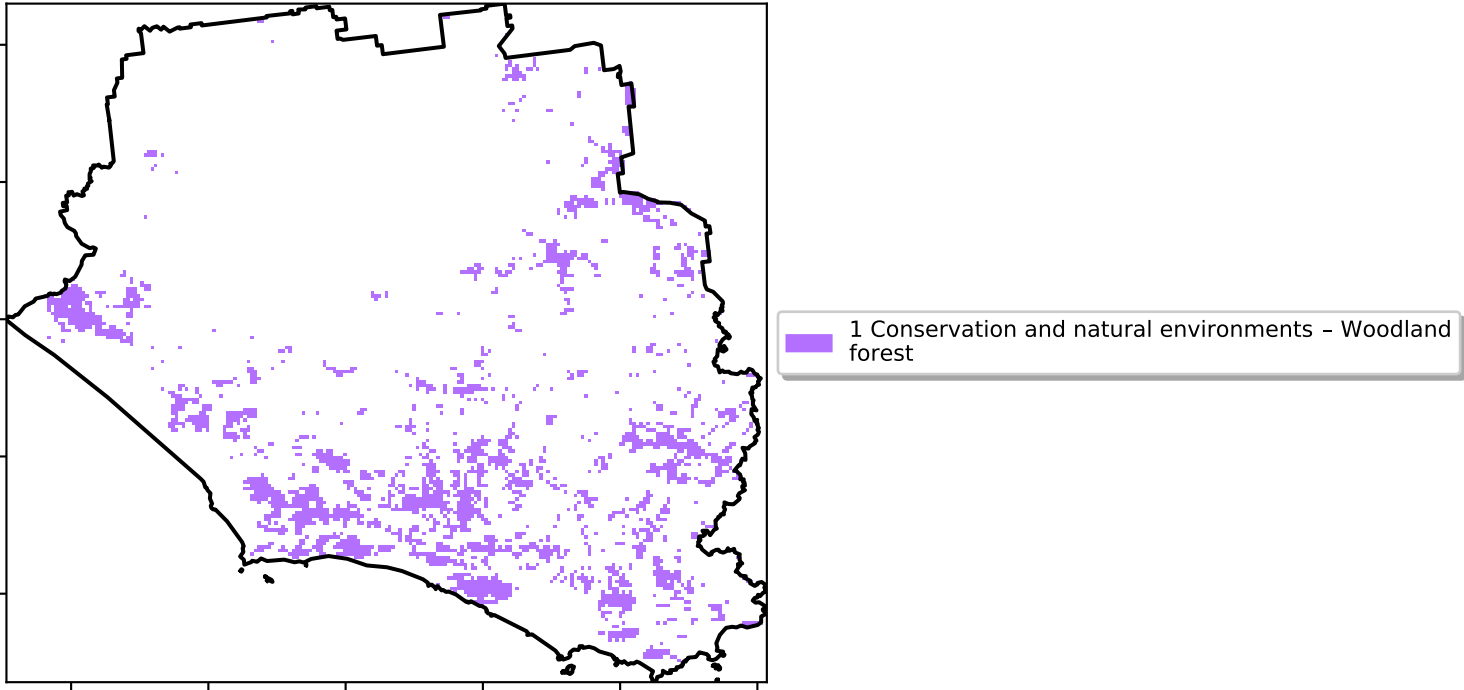 1 Conservation and natural environments – Woodland
forest